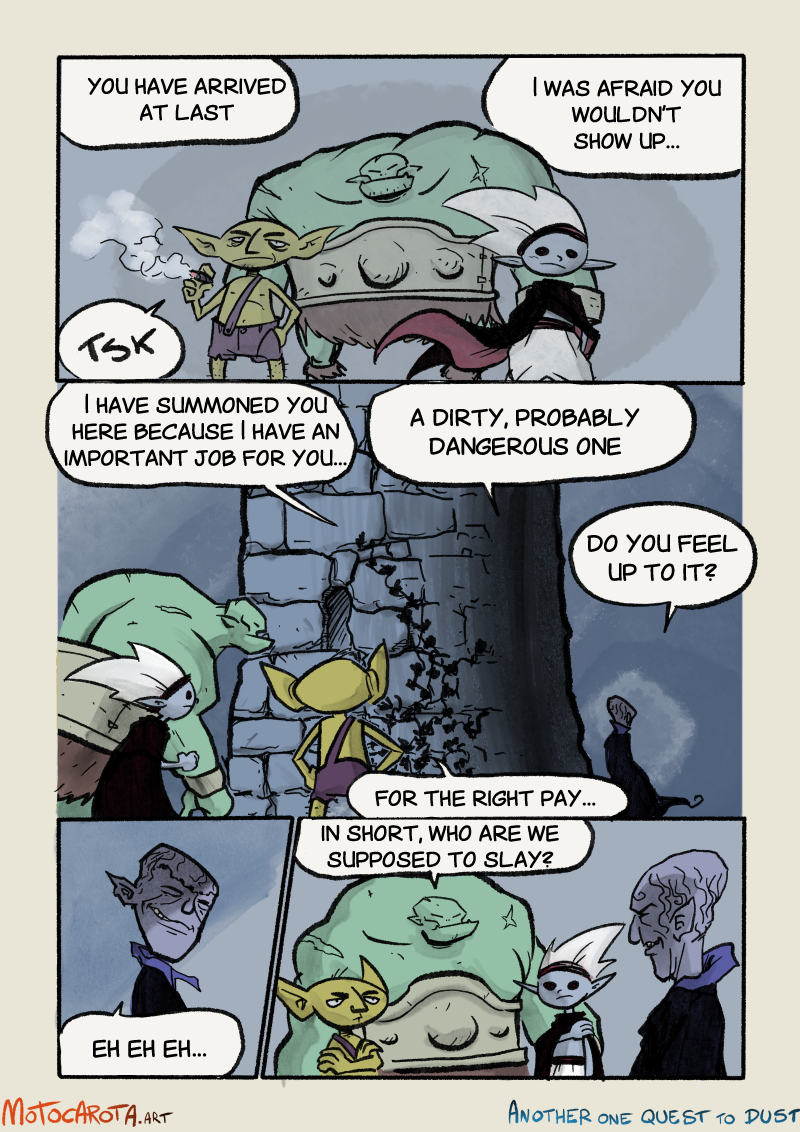 YOU HAVE ARRIVED
AT LAST
I WAS AFRAID YOU
WOULDN'T
SHOW UP...
TSK
I HAVE SUMMONED YOU
HERE BECAUSE I HAVE AN
IMPORTANT JOB FOR YOU...
A DIRTY, PROBABLY
DANGEROUS ONE
DO YOU FEEL
UP TO IT?
FOR THE RIGHT PAY...
EH EH EH...
IN SHORT, WHO ARE WE
SUPPOSED TO SLAY?
MOTOCAROTA.ART
ANOTHER ONE QUEST TO DUST